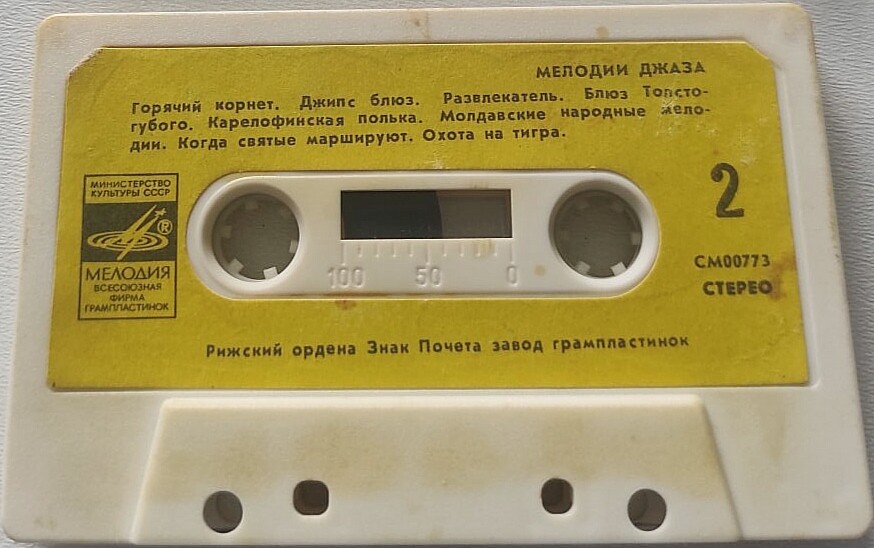 МЕЛОДИИ ДЖАЗА
Горячий корнет. Джипс блюз. Развлекатель. Блюз Топсто-
губого. Карелофинская полька. Молдавские народные мело-
дии. Когда святые маршируют. Охота на тигра.
МИНИСТЕРСТВО
КУЛЬТУРЫ СССР
®
МЕЛОДИЯ
ВСЕСОЮЗНАЯ
ФИРМА
ГРАМПЛАСТИНОК
2
СМ00773
СТЕРЕО
100 50 0
Рижский ордена Знак Почета завод грампластинок